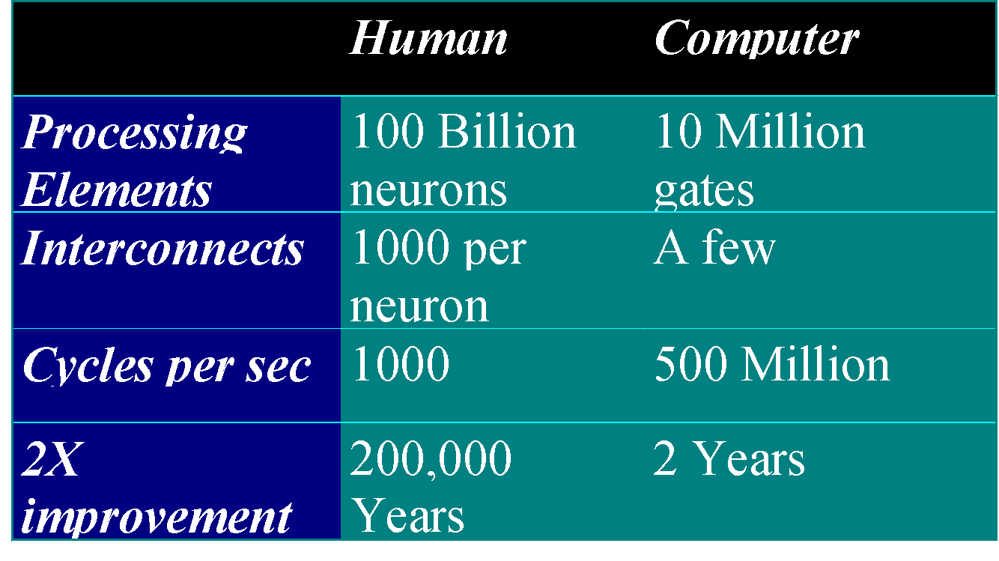 Human Computer
Processing 100 Billion 10 Million
Elements neurons gates
Interconnects 1000 per A few
neuron
Cycles per sec 1000 500 Million
2X 200,000 2 Years
improvement Years